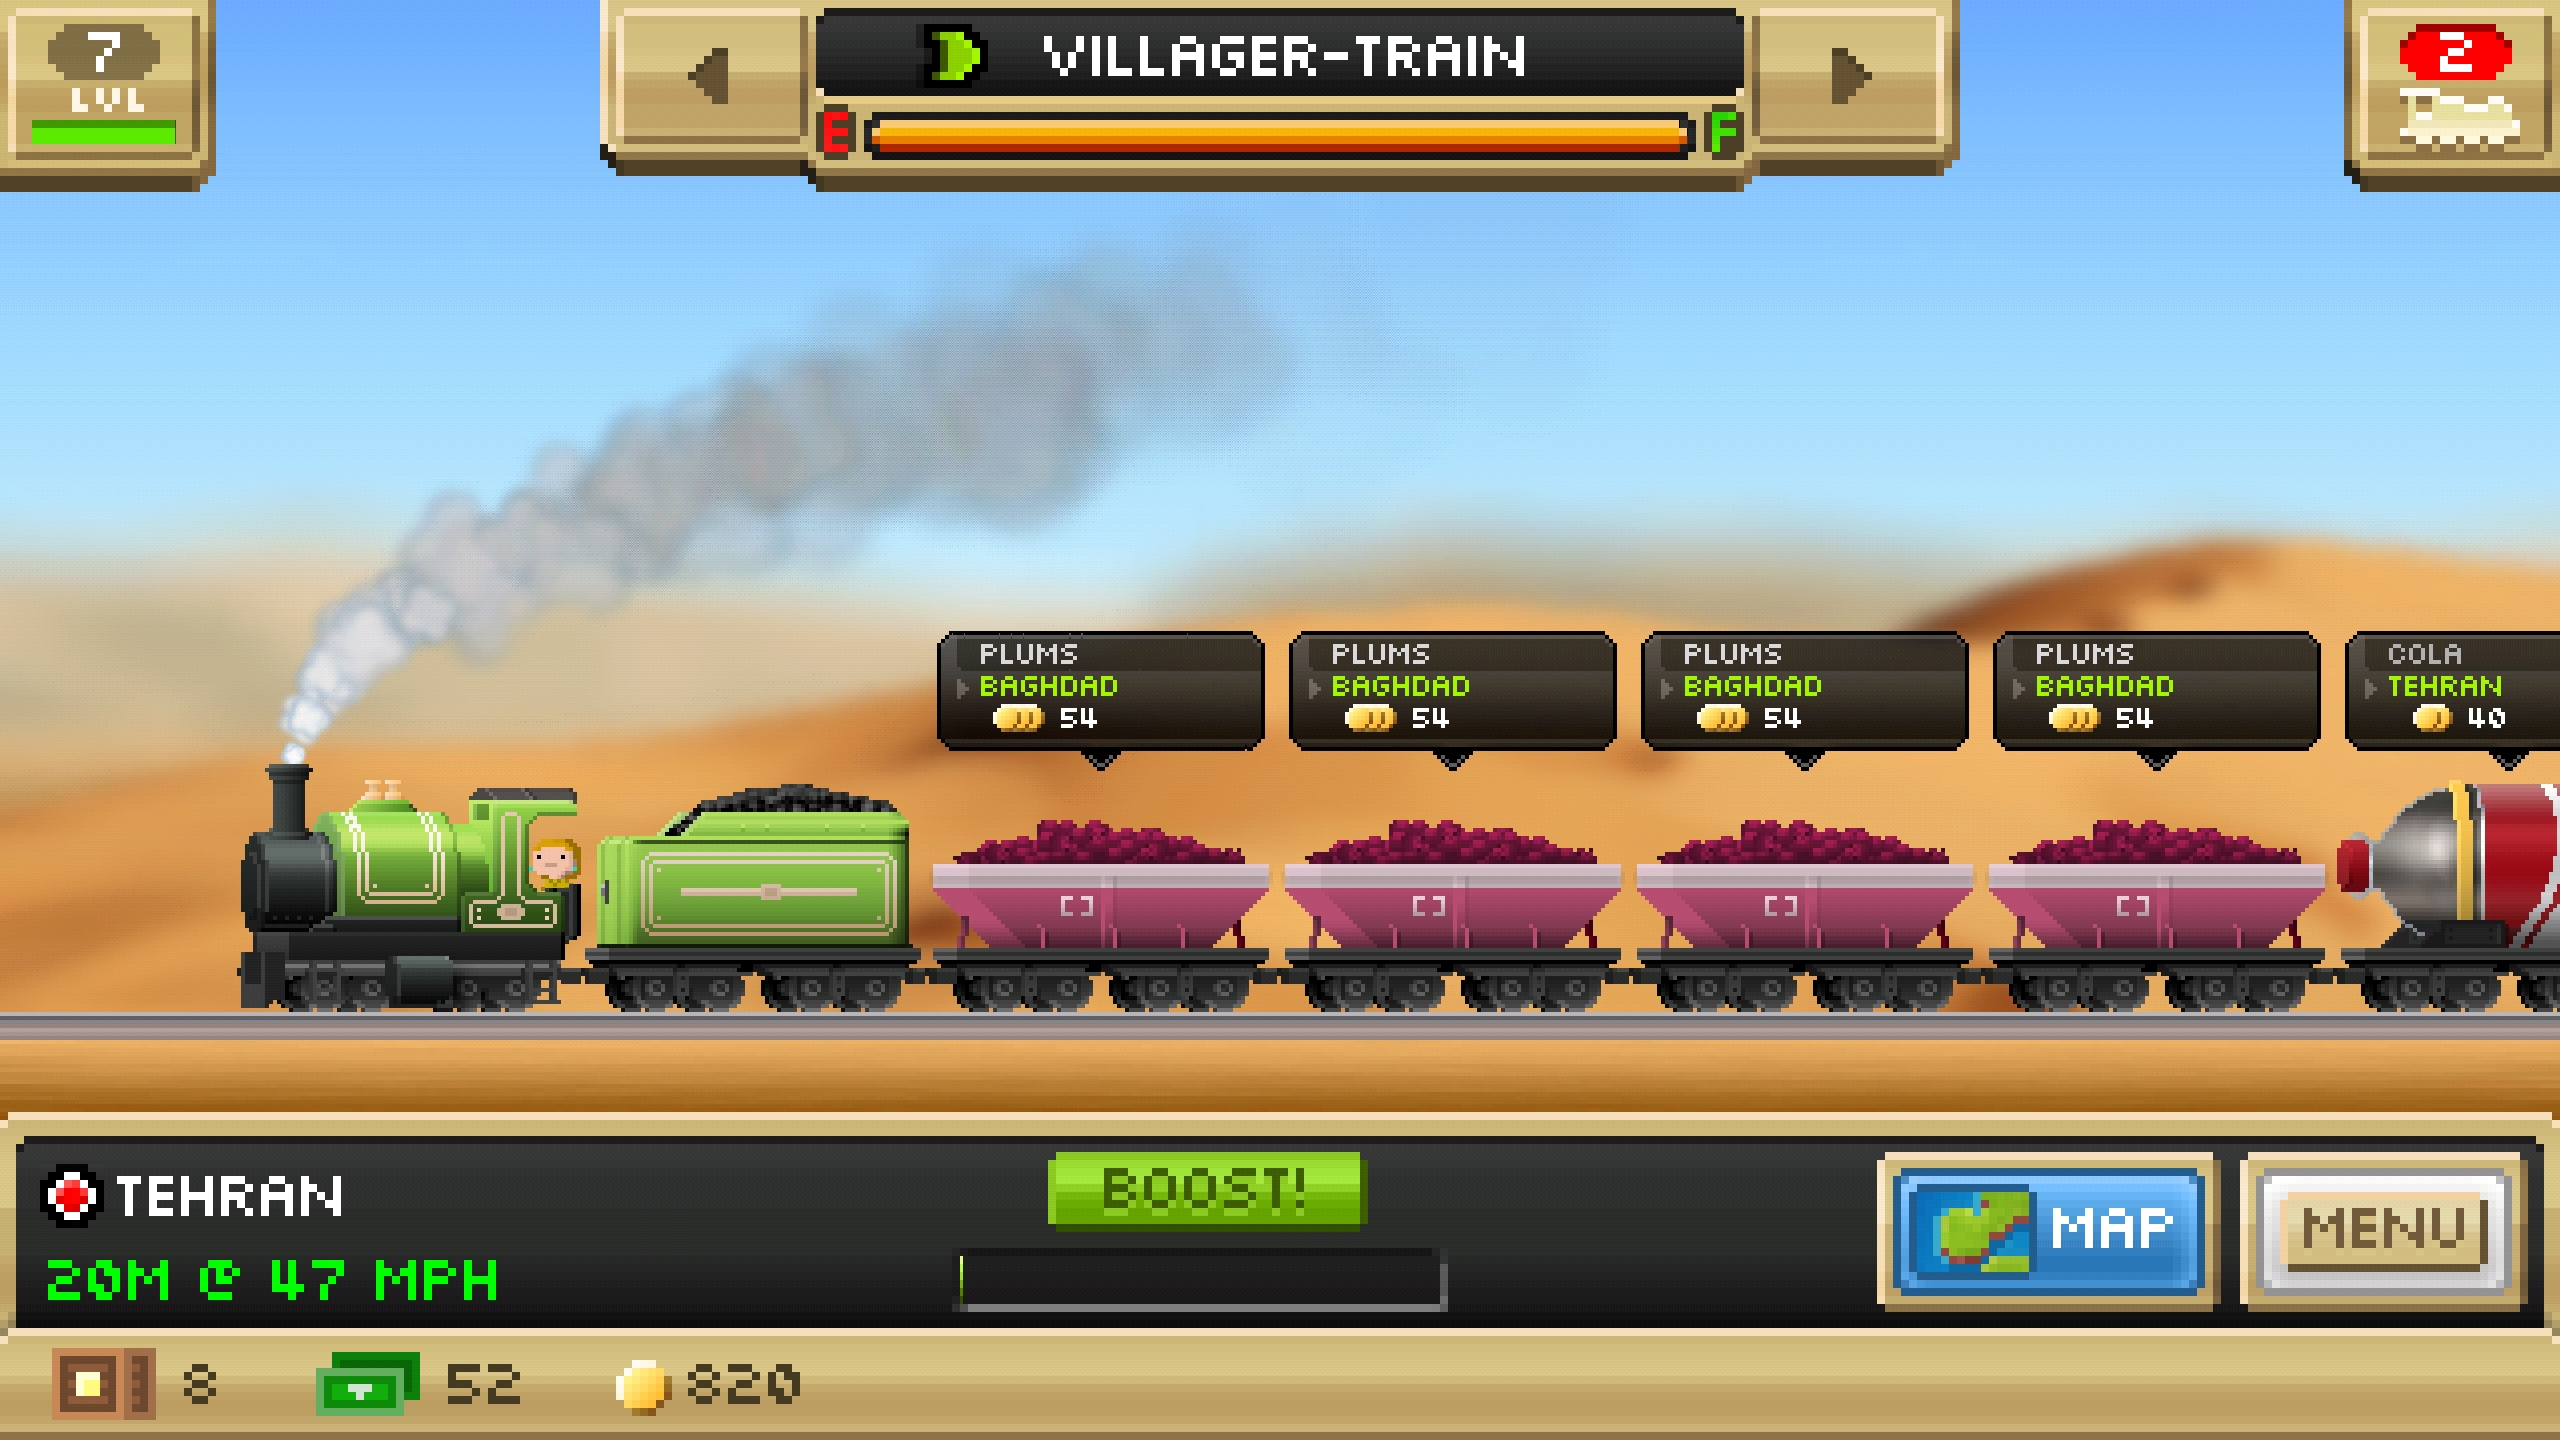 7
LVL
VILLAGER-TRAIN
E F
2
PLUMS
BAGHDAD
54
PLUMS
BAGHDAD
54
PLUMS
BAGHDAD
54
PLUMS
BAGHDAD
54
COLA
TEHRAN
40
TEHRAN
20M @ 47 MPH
BOOST!
MAP
MENU
8 52 820